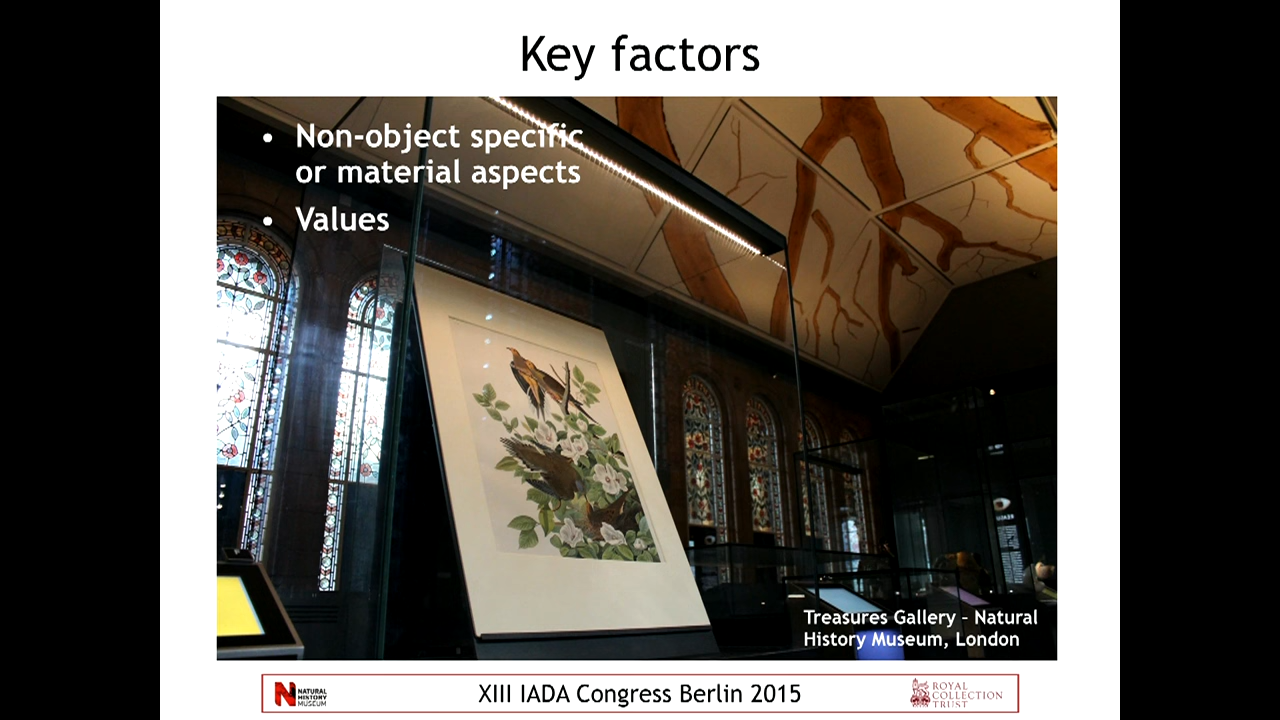 Key factors
• Non-object specific
or material aspects
• Values
Treasures Gallery – Natural
History Museum, London
N NATURAL
HISTORY
MUSEUM
XIII IADA Congress Berlin 2015
ROYAL
COLLECTION
TRUST